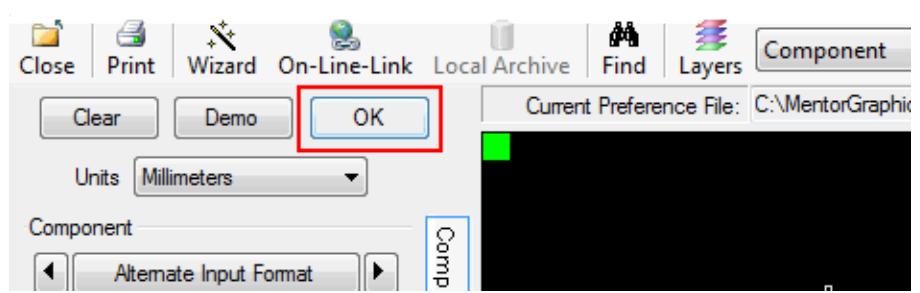 Close Print Wizard On-Line-Link Local Archive Find Layers Component
Clear Demo OK Current Preference File: C:\MentorGraphic
Units Millimeters
Component
Alternate Input Format
Comp